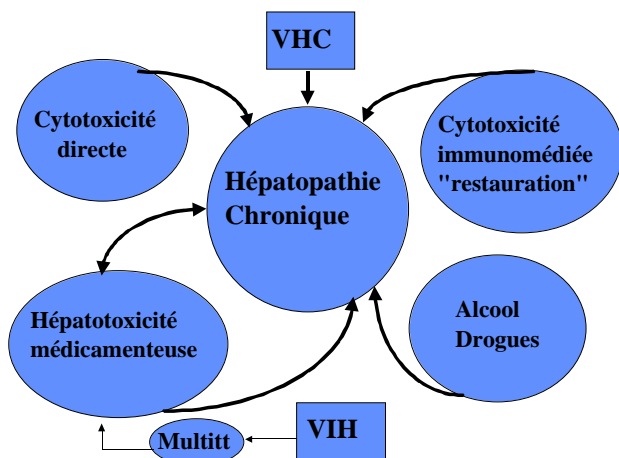 VHC
Cytotoxicité
directe
Cytotoxicité
immunomédiée
"restauration"
Hépatopathie
Chronique
Hépatotoxicité
médicamenteuse
Alcool
Drogues
Multitt
VIH